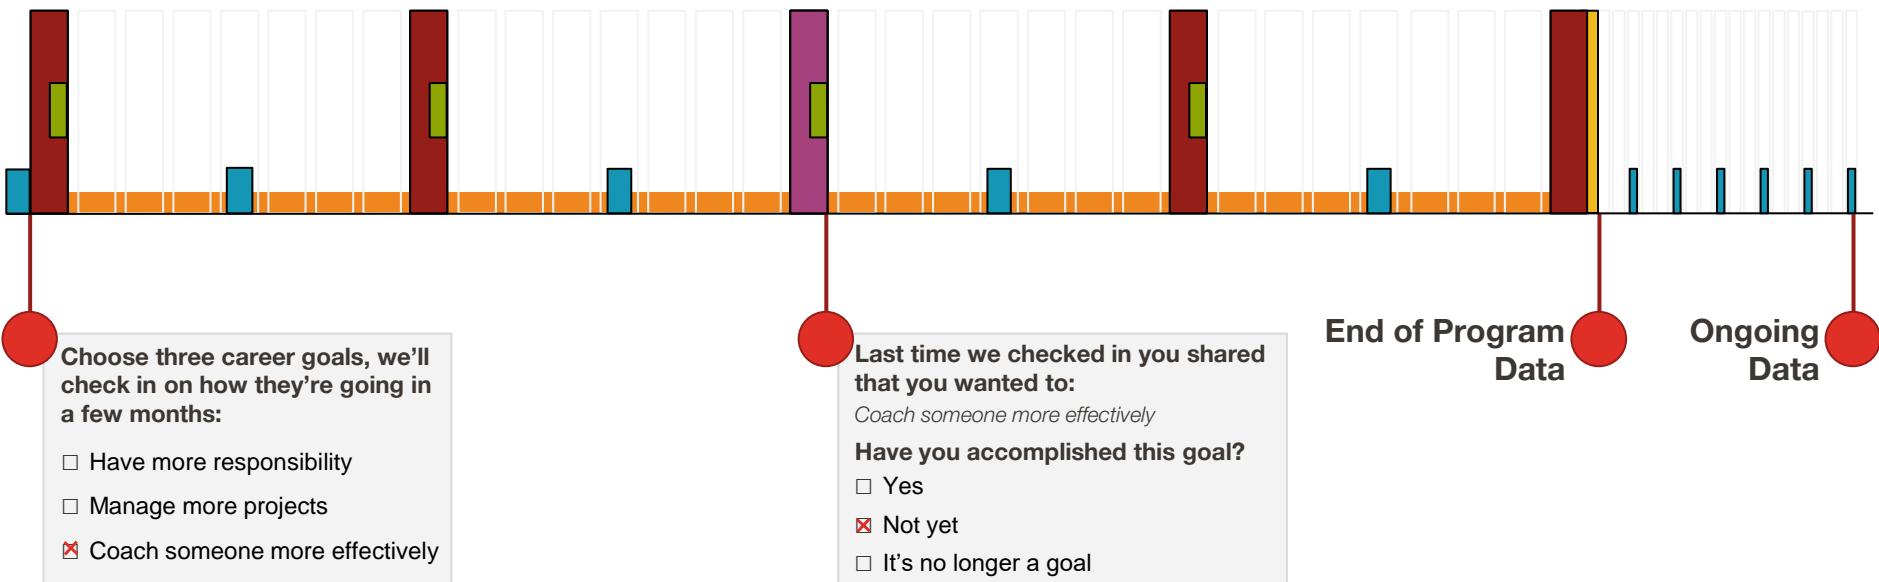 Choose three career goals, we’ll
check in on how they’re going in
a few months:
☐ Have more responsibility
☐ Manage more projects
☒ Coach someone more effectively
Last time we checked in you shared
that you wanted to:
Coach someone more effectively
Have you accomplished this goal?
☐ Yes
☒ Not yet
☐ It’s no longer a goal
End of Program
Data
Ongoing
Data